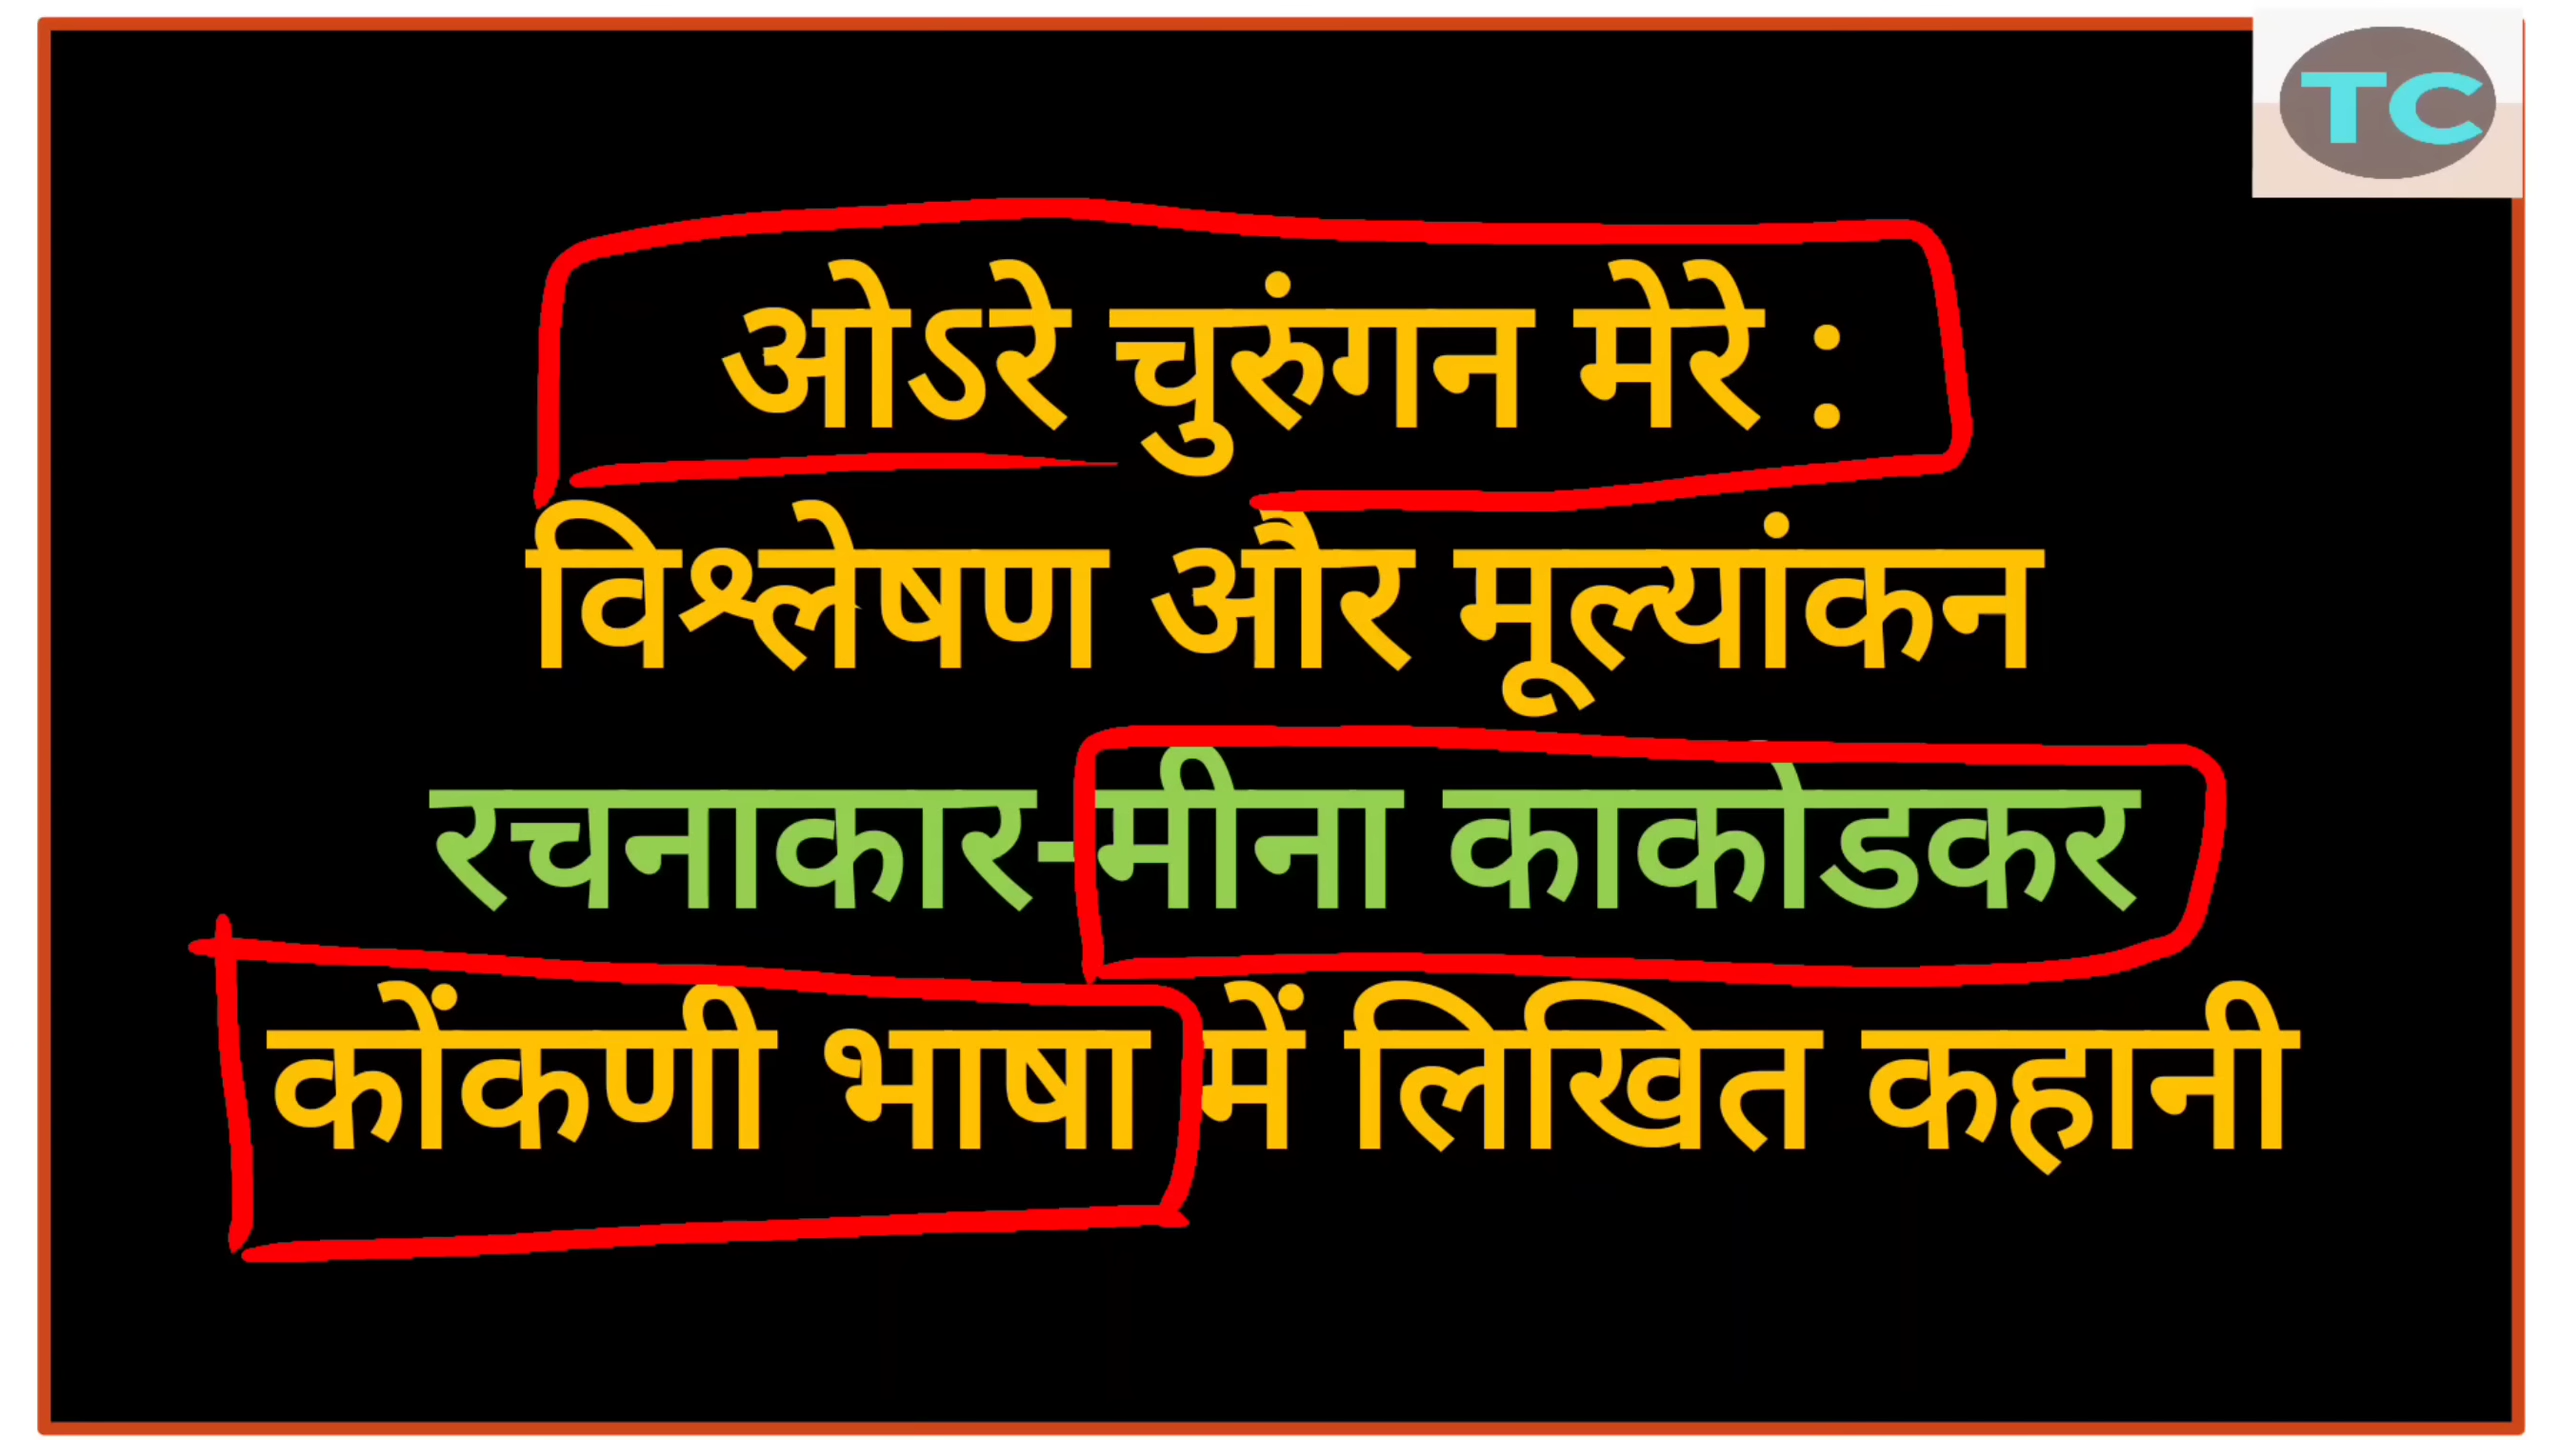 TC
ओऽरे चुरुंगन मेरे :
विश्लेषण और मूल्यांकन
रचनाकार-मीना काकोडकर
कोंकणी भाषा में लिखित कहानी